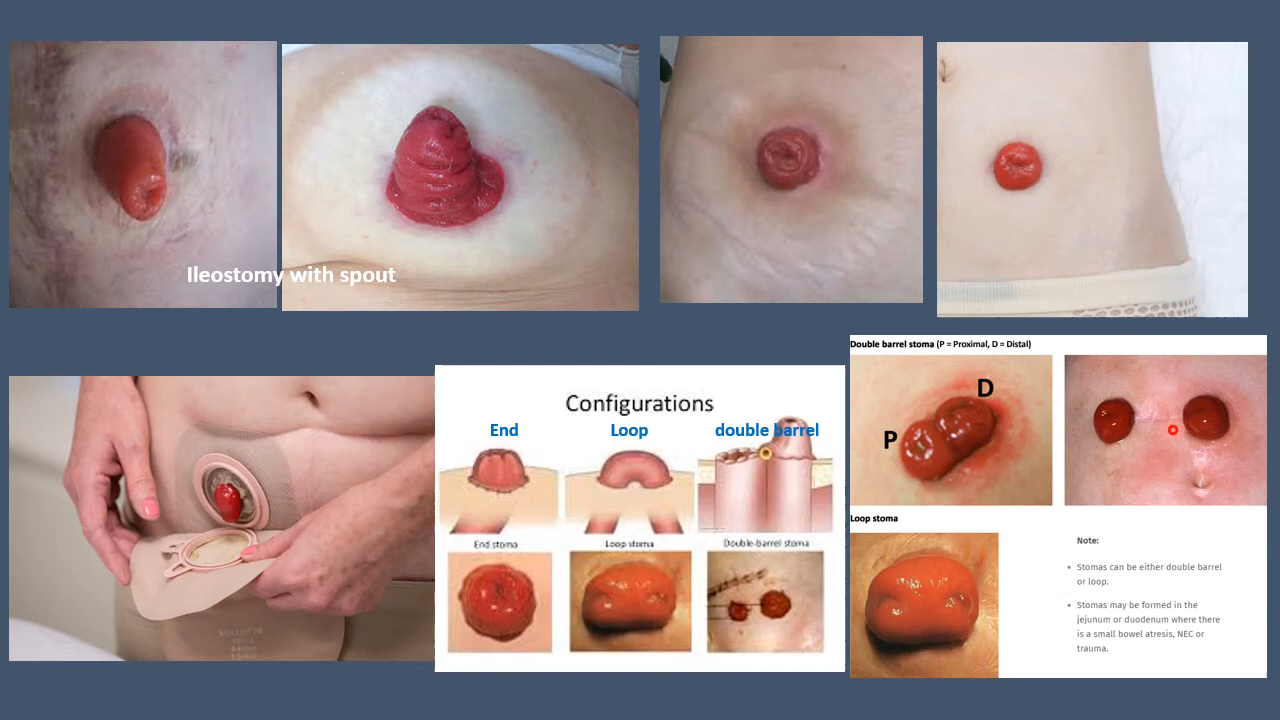 Ileostomy with spout
Configurations
End
Loop
double barrel
End stoma
Loop stoma
Double-barrel stoma
Double barrel stoma (P = Proximal, D = Distal)
D
P
Loop stoma
Note:
• Stomas can be either double barrel
or loop.
• Stomas may be formed in the
jejunum or duodenum where there
is a small bowel atresis, NEC or
trauma.
HOLLISTER